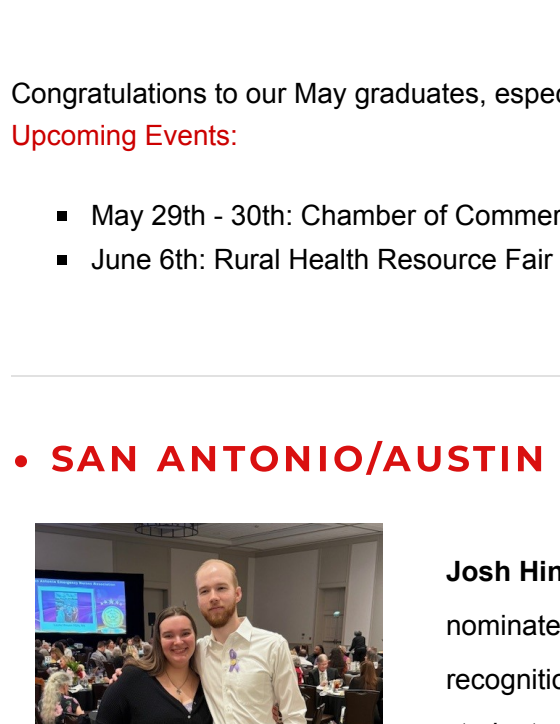 Congratulations to our May graduates, espec
Upcoming Events:
May 29th - 30th: Chamber of Commer
June 6th: Rural Health Resource Fair
• SAN ANTONIO/AUSTIN
Josh Hin
nominate
recognitio